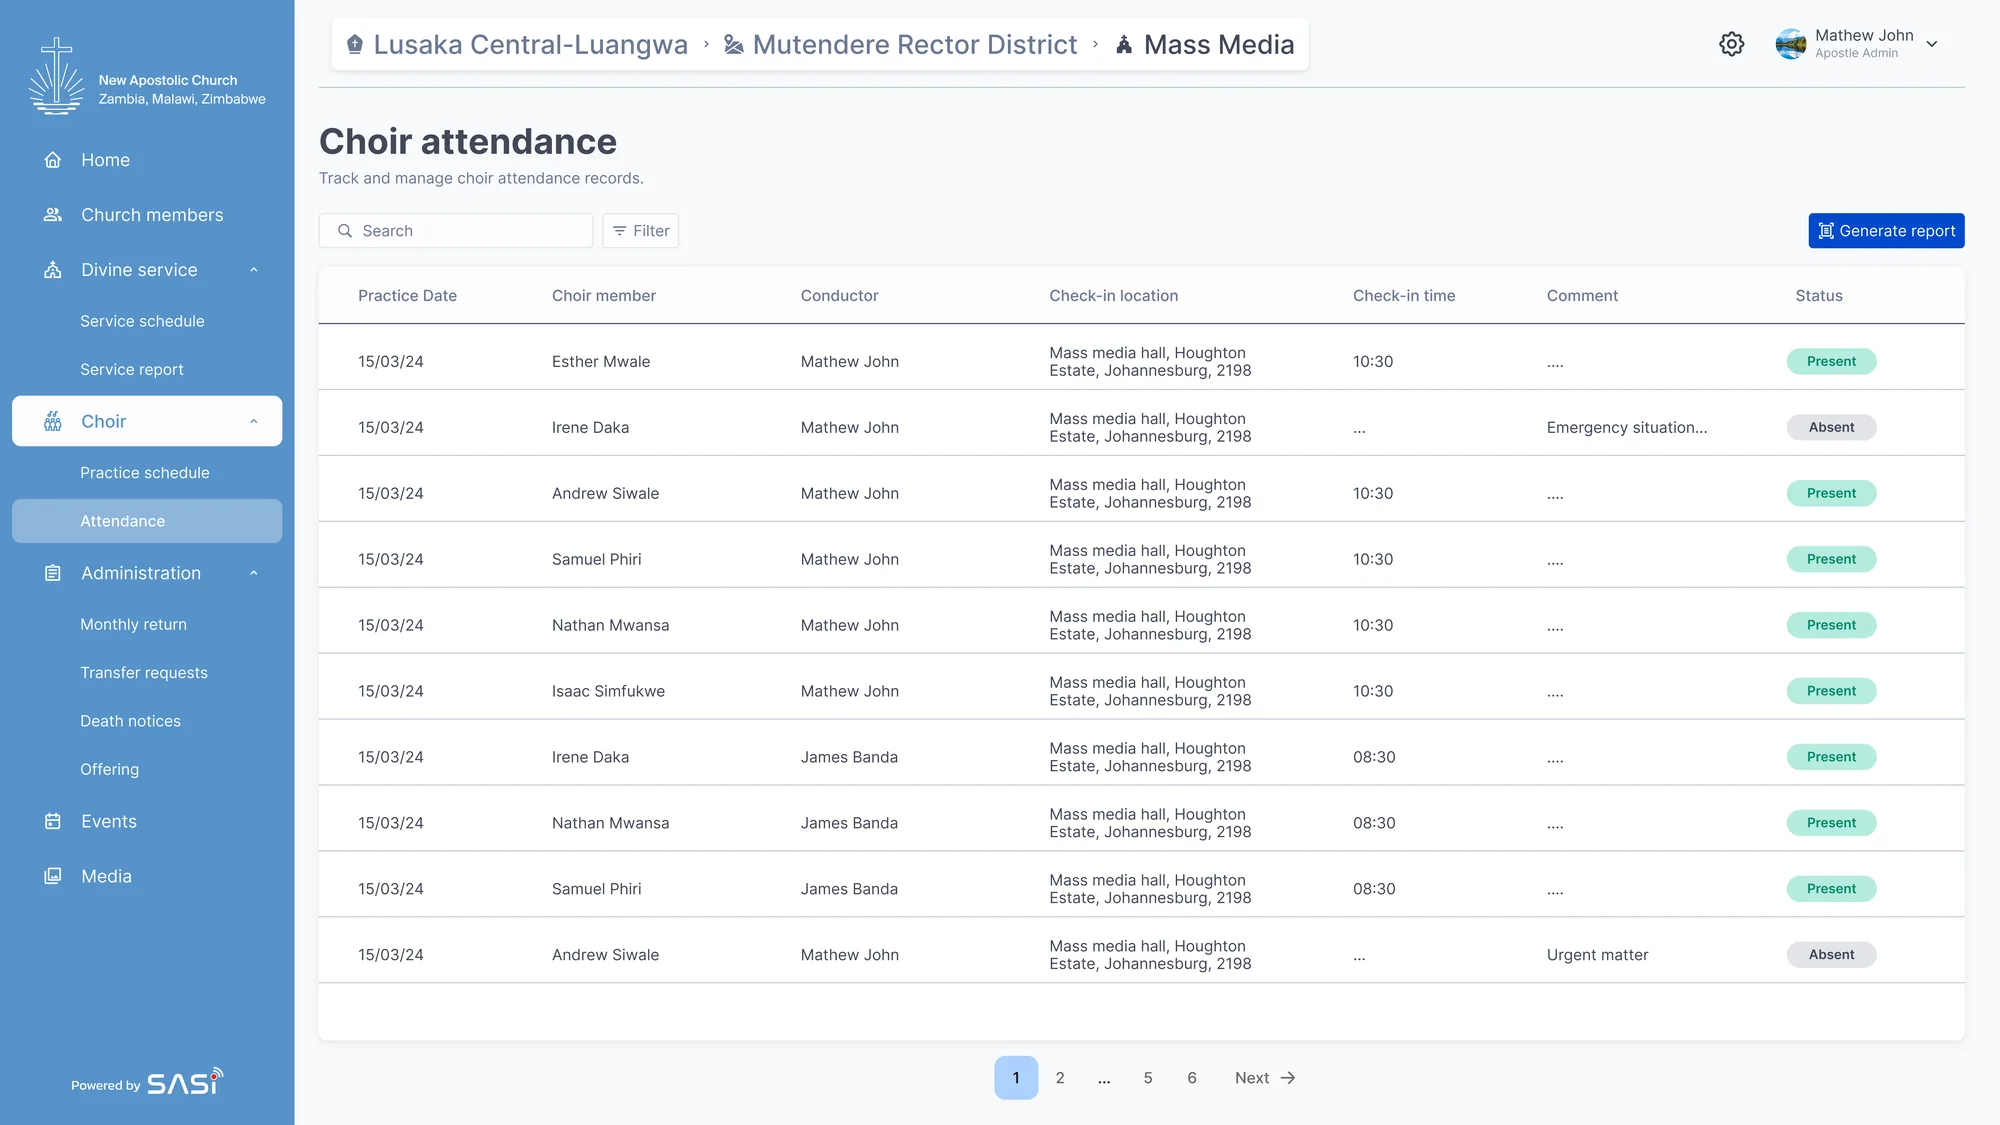 New Apostolic Church
Zambia, Malawi, Zimbabwe
Home
Church members
Divine service
Service schedule
Service report
Choir
Practice schedule
Attendance
Administration
Monthly return
Transfer requests
Death notices
Offering
Events
Media
Powered by SASi
Lusaka Central-Luangwa › Mutendere Rector District › Mass Media
Mathew John
Apostle Admin
Choir attendance
Track and manage choir attendance records.
Search
Filter
Generate report
Practice Date Choir member Conductor Check-in location Check-in time Comment Status
15/03/24 Esther Mwale Mathew John Mass media hall, Houghton
Estate, Johannesburg, 2198 10:30 .... Present
15/03/24 Irene Daka Mathew John Mass media hall, Houghton
Estate, Johannesburg, 2198 ... Emergency situation... Absent
15/03/24 Andrew Siwale Mathew John Mass media hall, Houghton
Estate, Johannesburg, 2198 10:30 .... Present
15/03/24 Samuel Phiri Mathew John Mass media hall, Houghton
Estate, Johannesburg, 2198 10:30 .... Present
15/03/24 Nathan Mwansa Mathew John Mass media hall, Houghton
Estate, Johannesburg, 2198 10:30 .... Present
15/03/24 Isaac Simfukwe Mathew John Mass media hall, Houghton
Estate, Johannesburg, 2198 10:30 .... Present
15/03/24 Irene Daka James Banda Mass media hall, Houghton
Estate, Johannesburg, 2198 08:30 .... Present
15/03/24 Nathan Mwansa James Banda Mass media hall, Houghton
Estate, Johannesburg, 2198 08:30 .... Present
15/03/24 Samuel Phiri James Banda Mass media hall, Houghton
Estate, Johannesburg, 2198 08:30 .... Present
15/03/24 Andrew Siwale Mathew John Mass media hall, Houghton
Estate, Johannesburg, 2198 ... Urgent matter Absent
1 2 ... 5 6 Next →